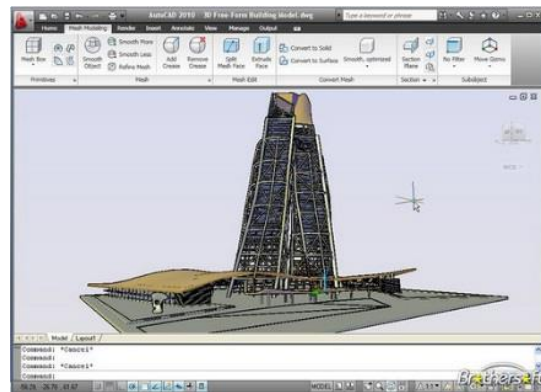 AutoCAD 2010 3D Free-Form Building Model.dwg
Type a keyword or phrase
Home Mesh Modeling Render Insert Annotate View Manage Output
Mesh Box
Smooth Object
Smooth More
Smooth Less
Refine Mesh
Add Crease
Remove Crease
Split Mesh Face
Extrude Face
Convert to Solid
Convert to Surface
Smooth, optimized
Section Plane
No Filter
Move Gizmo
Primitives
Mesh
Mesh Edit
Convert Mesh
Section
Subobject
Model Layout1
Command: *Cancel*
Command:
Command: *Cancel*
Command:
MODEL